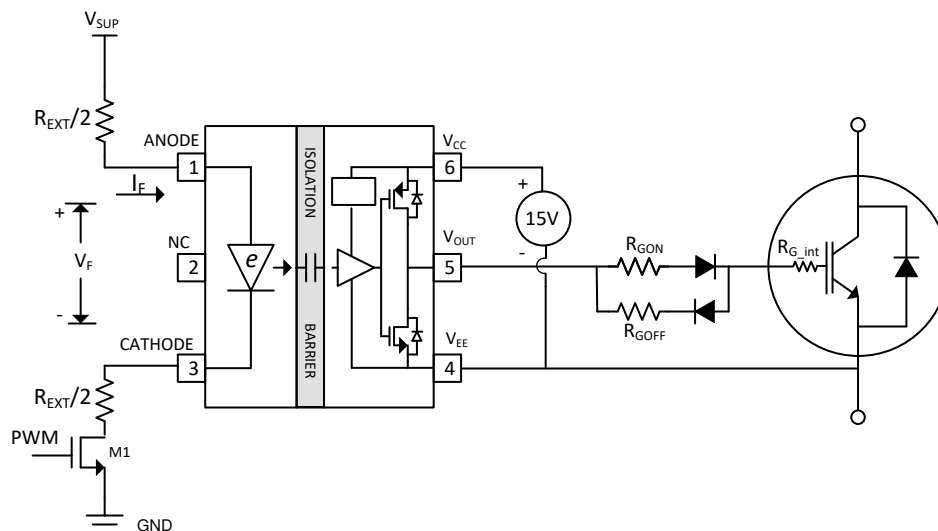 VSUP
REXT/2
ANODE
1
IF
+
VF
-
NC
2
CATHODE
3
REXT/2
PWM
M1
GND
e
ISOLATION
BARRIER
VCC
6
VOUT
5
VEE
4
+
15V
-
RGON
RGOFF
RG_int